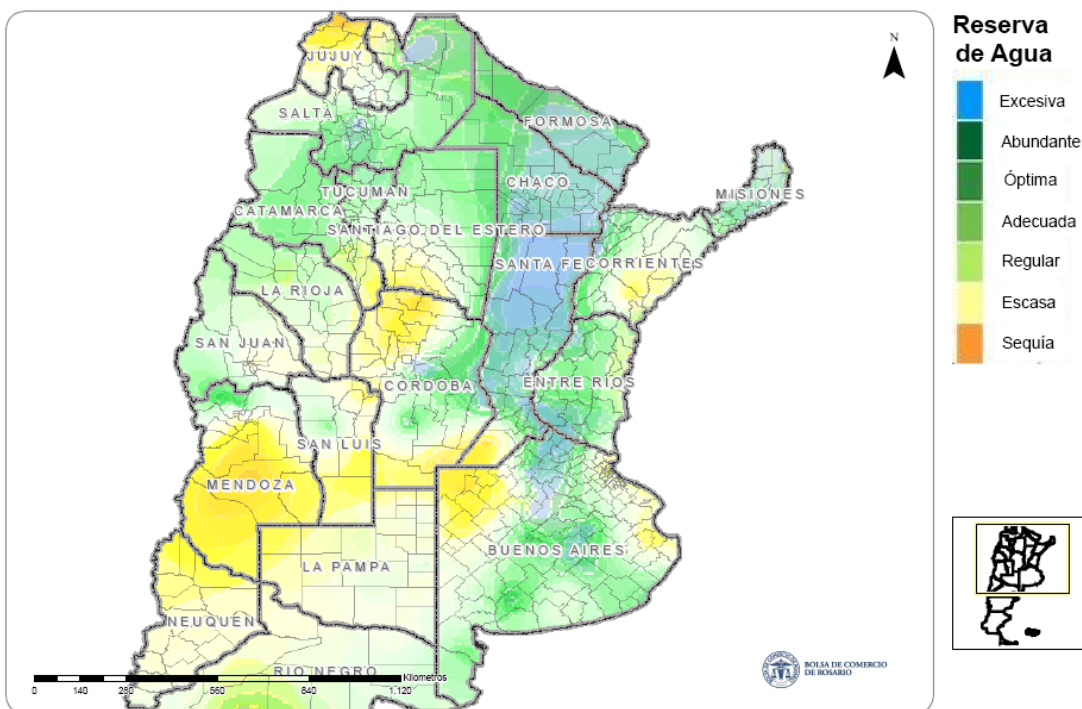 Reserva
de Agua
Excesiva
Abundante
Óptima
Adecuada
Regular
Escasa
Sequía
N
JUJUY
SALTA
FORMOSA
CHACO
MISIONES
TUCUMAN
CATAMARCA
SANTIAGO DEL ESTERO
SANTA FE
CORRIENTES
LA RIOJA
SAN JUAN
CORDOBA
ENTRE RIOS
SAN LUIS
MENDOZA
BUENOS AIRES
LA PAMPA
NEUQUEN
RIO NEGRO
Kilometros
0 140 280 560 840 1.120
BOLSA DE COMERCIO
DE ROSARIO